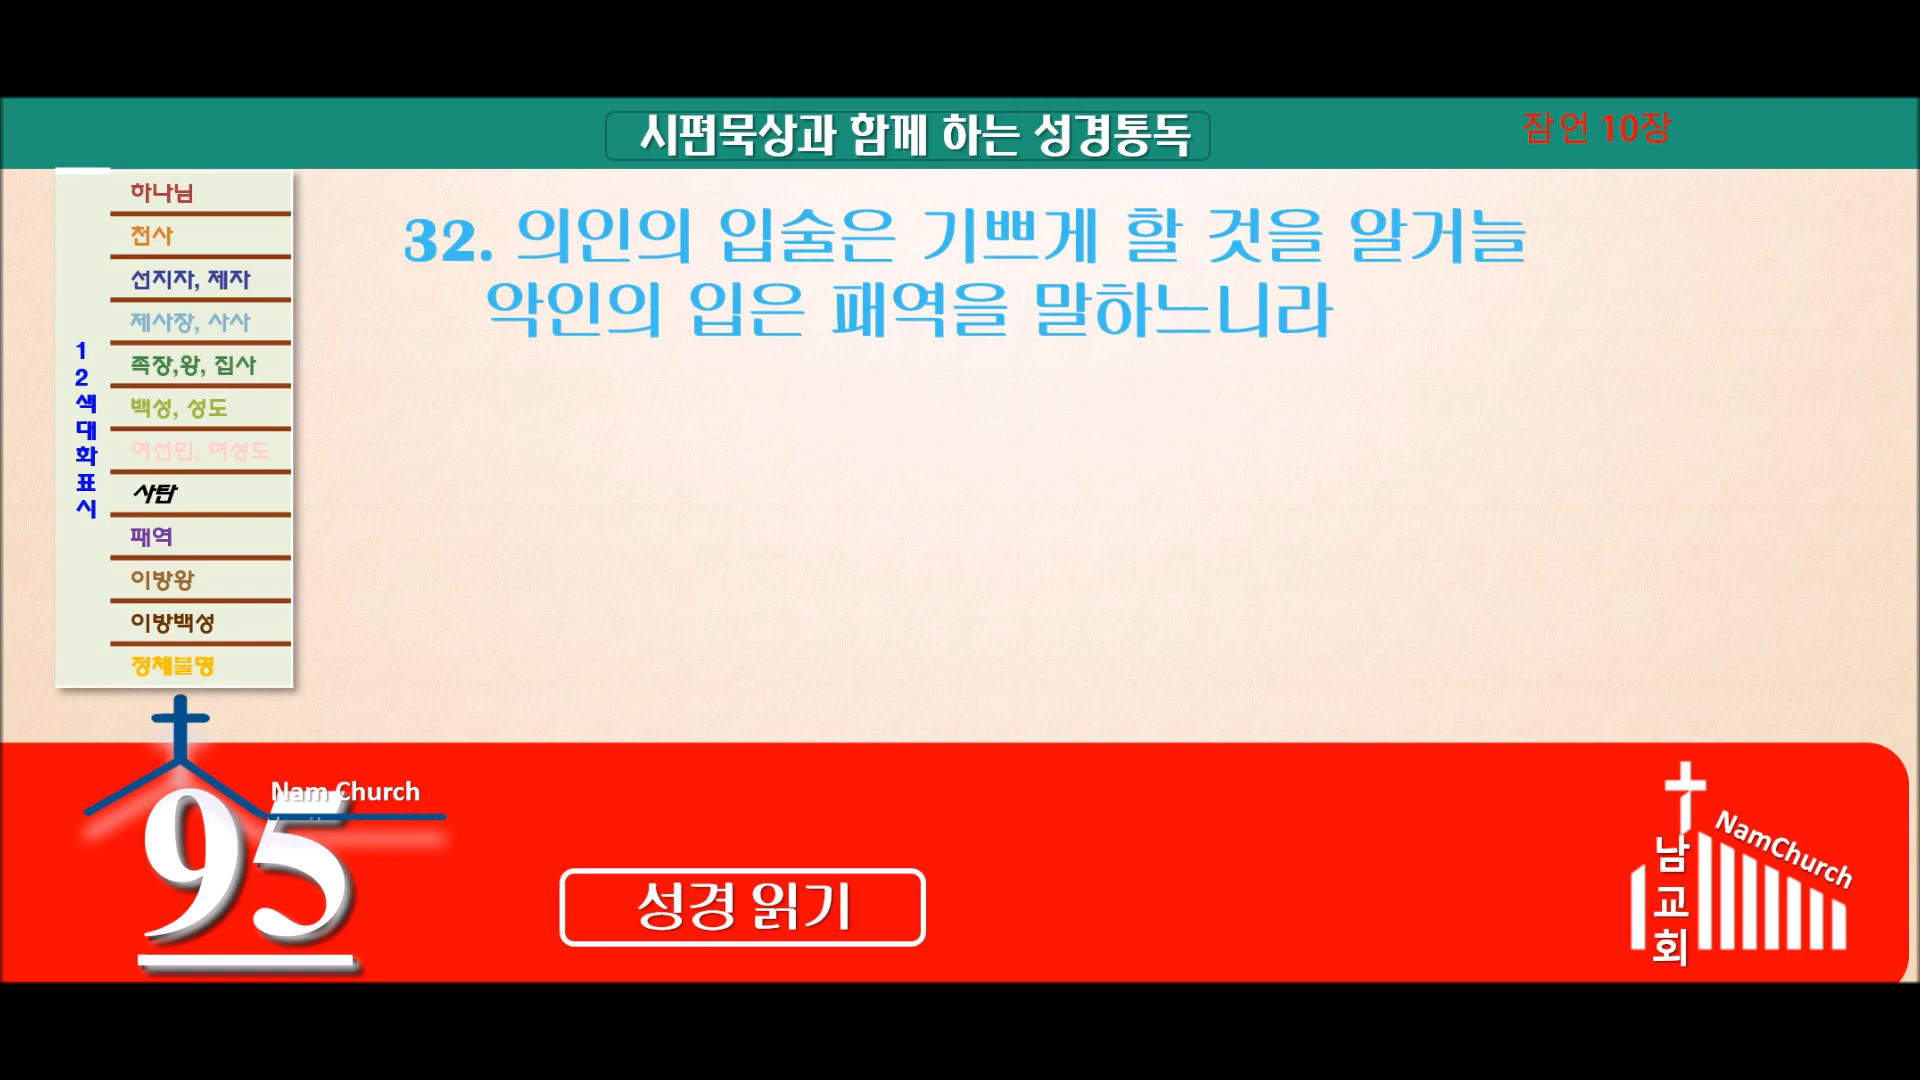 시편묵상과 함께 하는 성경통독
잠언 10장
하나님
천사
선지자, 제자
제사장, 사사
족장,왕, 집사
백성, 성도
여선민, 여성도
사탄
패역
이방왕
이방백성
정체불명
12색대화표시
32. 의인의 입술은 기쁘게 할 것을 알거늘
악인의 입은 패역을 말하느니라
Nam Church
95
성경 읽기
NamChurch
남교회